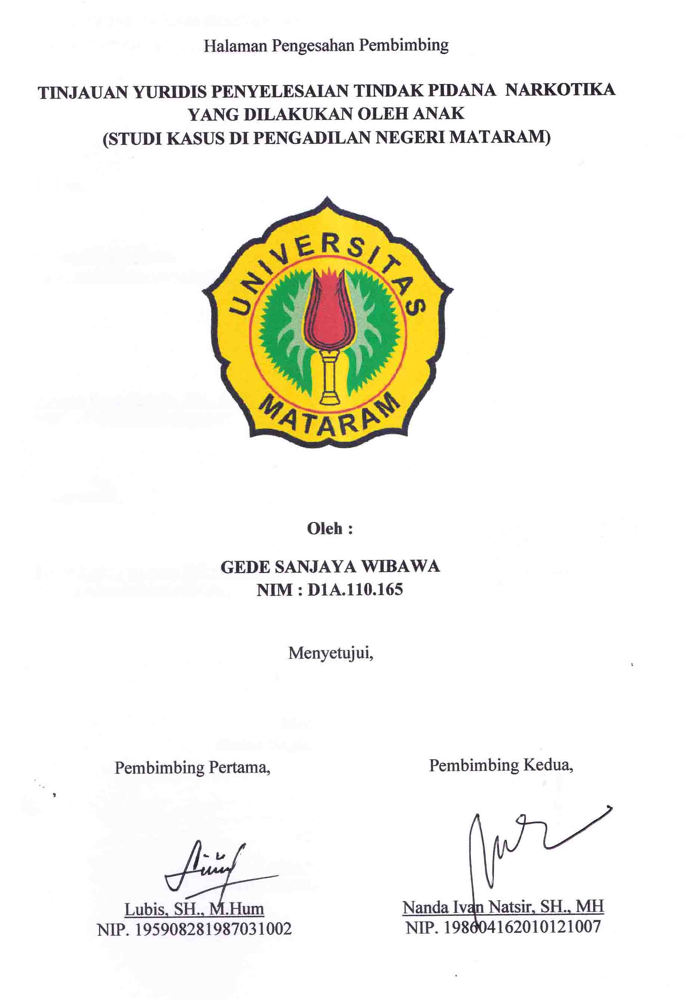 Halaman Pengesahan Pembimbing
TINJAUAN YURIDIS PENYELESAIAN TINDAK PIDANA NARKOTIKA
YANG DILAKUKAN OLEH ANAK
(STUDI KASUS DI PENGADILAN NEGERI MATARAM)
UNIVERSITAS
MATARAM
Oleh :
GEDE SANJAYA WIBAWA
NIM : D1A.110.165
Menyetujui,
Pembimbing Pertama,
Pembimbing Kedua,
Lubis, SH., M.Hum
NIP. 195908281987031002
Nanda Ivan Natsir, SH., MH
NIP. 198604162010121007